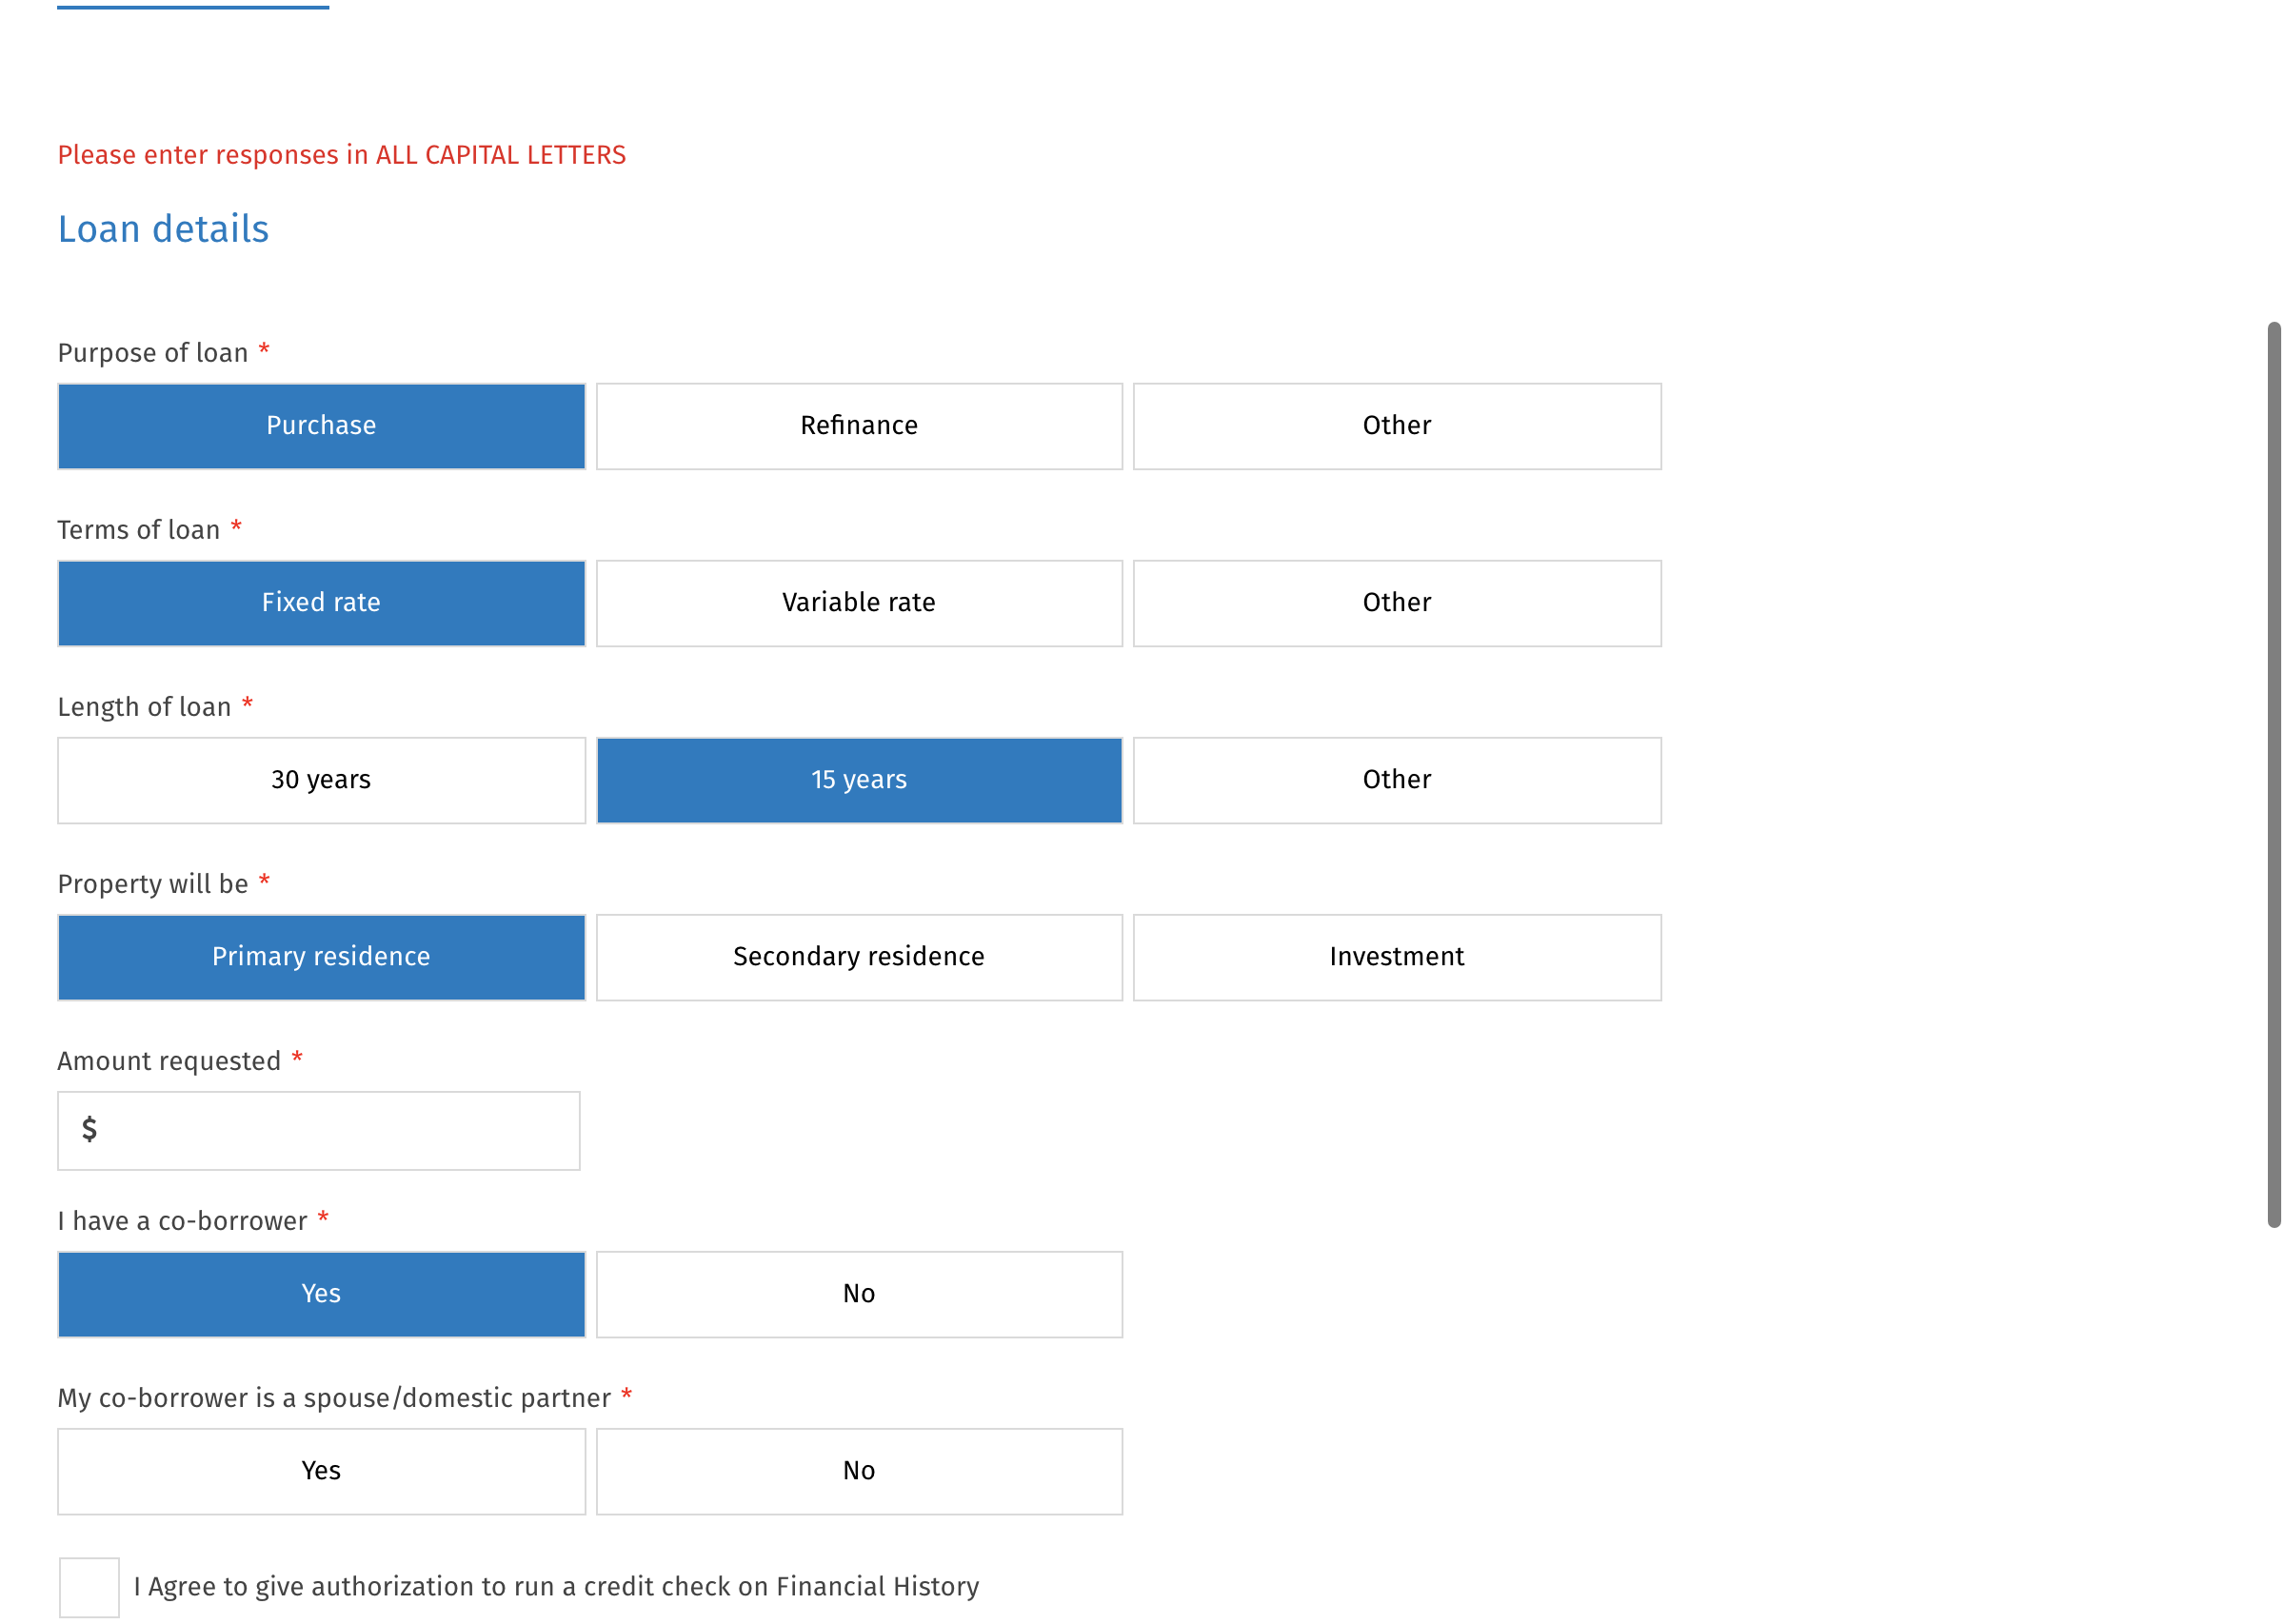 Please enter responses in ALL CAPITAL LETTERS
Loan details
Purpose of loan *
Purchase Refinance Other
Terms of loan *
Fixed rate Variable rate Other
Length of loan *
30 years 15 years Other
Property will be *
Primary residence Secondary residence Investment
Amount requested *
$
I have a co-borrower *
Yes No
My co-borrower is a spouse/domestic partner *
Yes No
I Agree to give authorization to run a credit check on Financial History